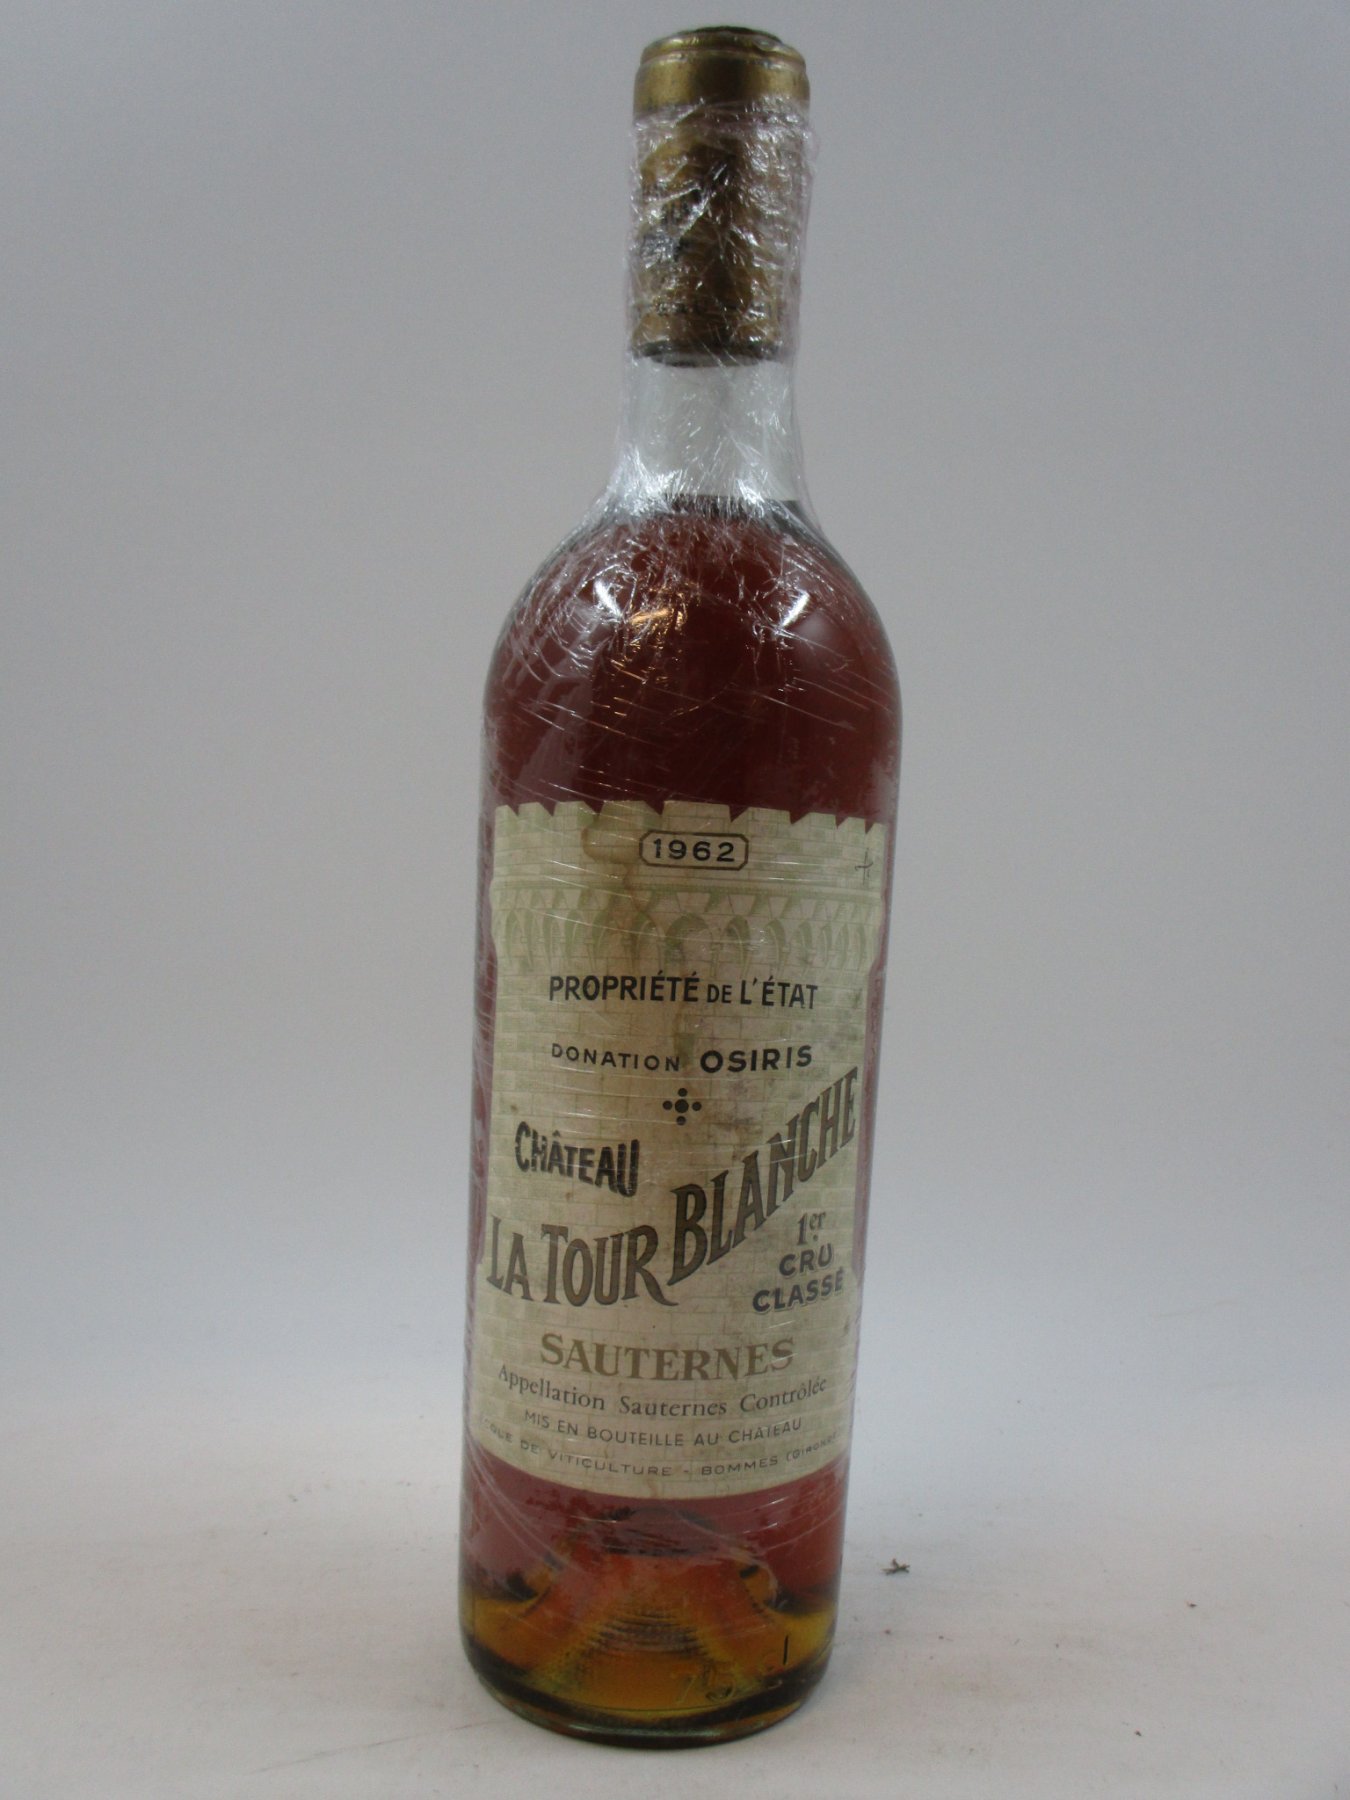 1962
PROPRIÉTÉ DE L'ÉTAT
DONATION OSIRIS
CHÂTEAU
LA TOUR BLANCHE
1er
CRU
CLASSÉ
SAUTERNES
Appellation Sauternes Contrôlée
MIS EN BOUTEILLE AU CHÂTEAU
DE VITICULTURE - BOMMES